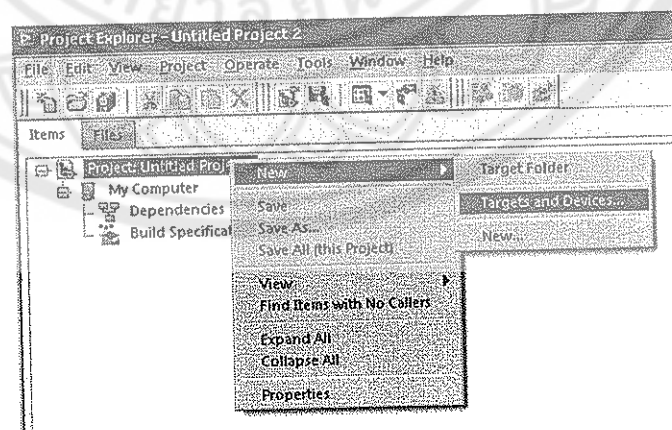 Project Explorer - Untitled Project 2
File Edit View Project Operate Tools Window Help
Items Files
Project: Untitled Proj
My Computer
Dependencies
Build Specificat
New
Save
Save As...
Save All (this Project)
View
Find Items with No Callers
Expand All
Collapse All
Properties
Target Folder
Targets and Devices...
New...